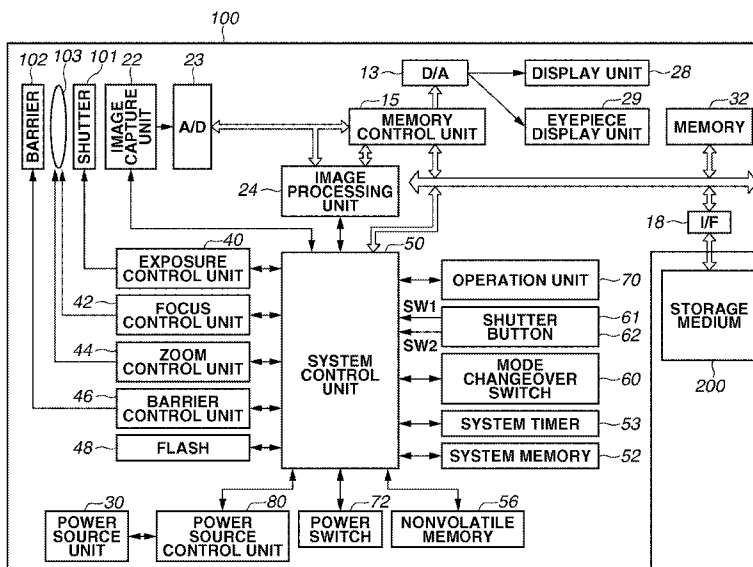 100
102
103
101
22
23
13
D/A
DISPLAY UNIT
28
15
29
32
BARRIER
SHUTTER
IMAGE
CAPTURE
UNIT
A/D
MEMORY
CONTROL UNIT
EYEPIECE
DISPLAY UNIT
MEMORY
24
IMAGE
PROCESSING
UNIT
18
I/F
40
50
EXPOSURE
CONTROL UNIT
OPERATION UNIT
70
42
FOCUS
CONTROL UNIT
SW1
SW2
SHUTTER
BUTTON
61
62
STORAGE
MEDIUM
200
44
ZOOM
CONTROL UNIT
SYSTEM
CONTROL
UNIT
MODE
CHANGEOVER
SWITCH
60
46
BARRIER
CONTROL UNIT
SYSTEM TIMER
53
48
FLASH
SYSTEM MEMORY
52
30
80
72
56
POWER
SOURCE
UNIT
POWER
SOURCE
CONTROL UNIT
POWER
SWITCH
NONVOLATILE
MEMORY